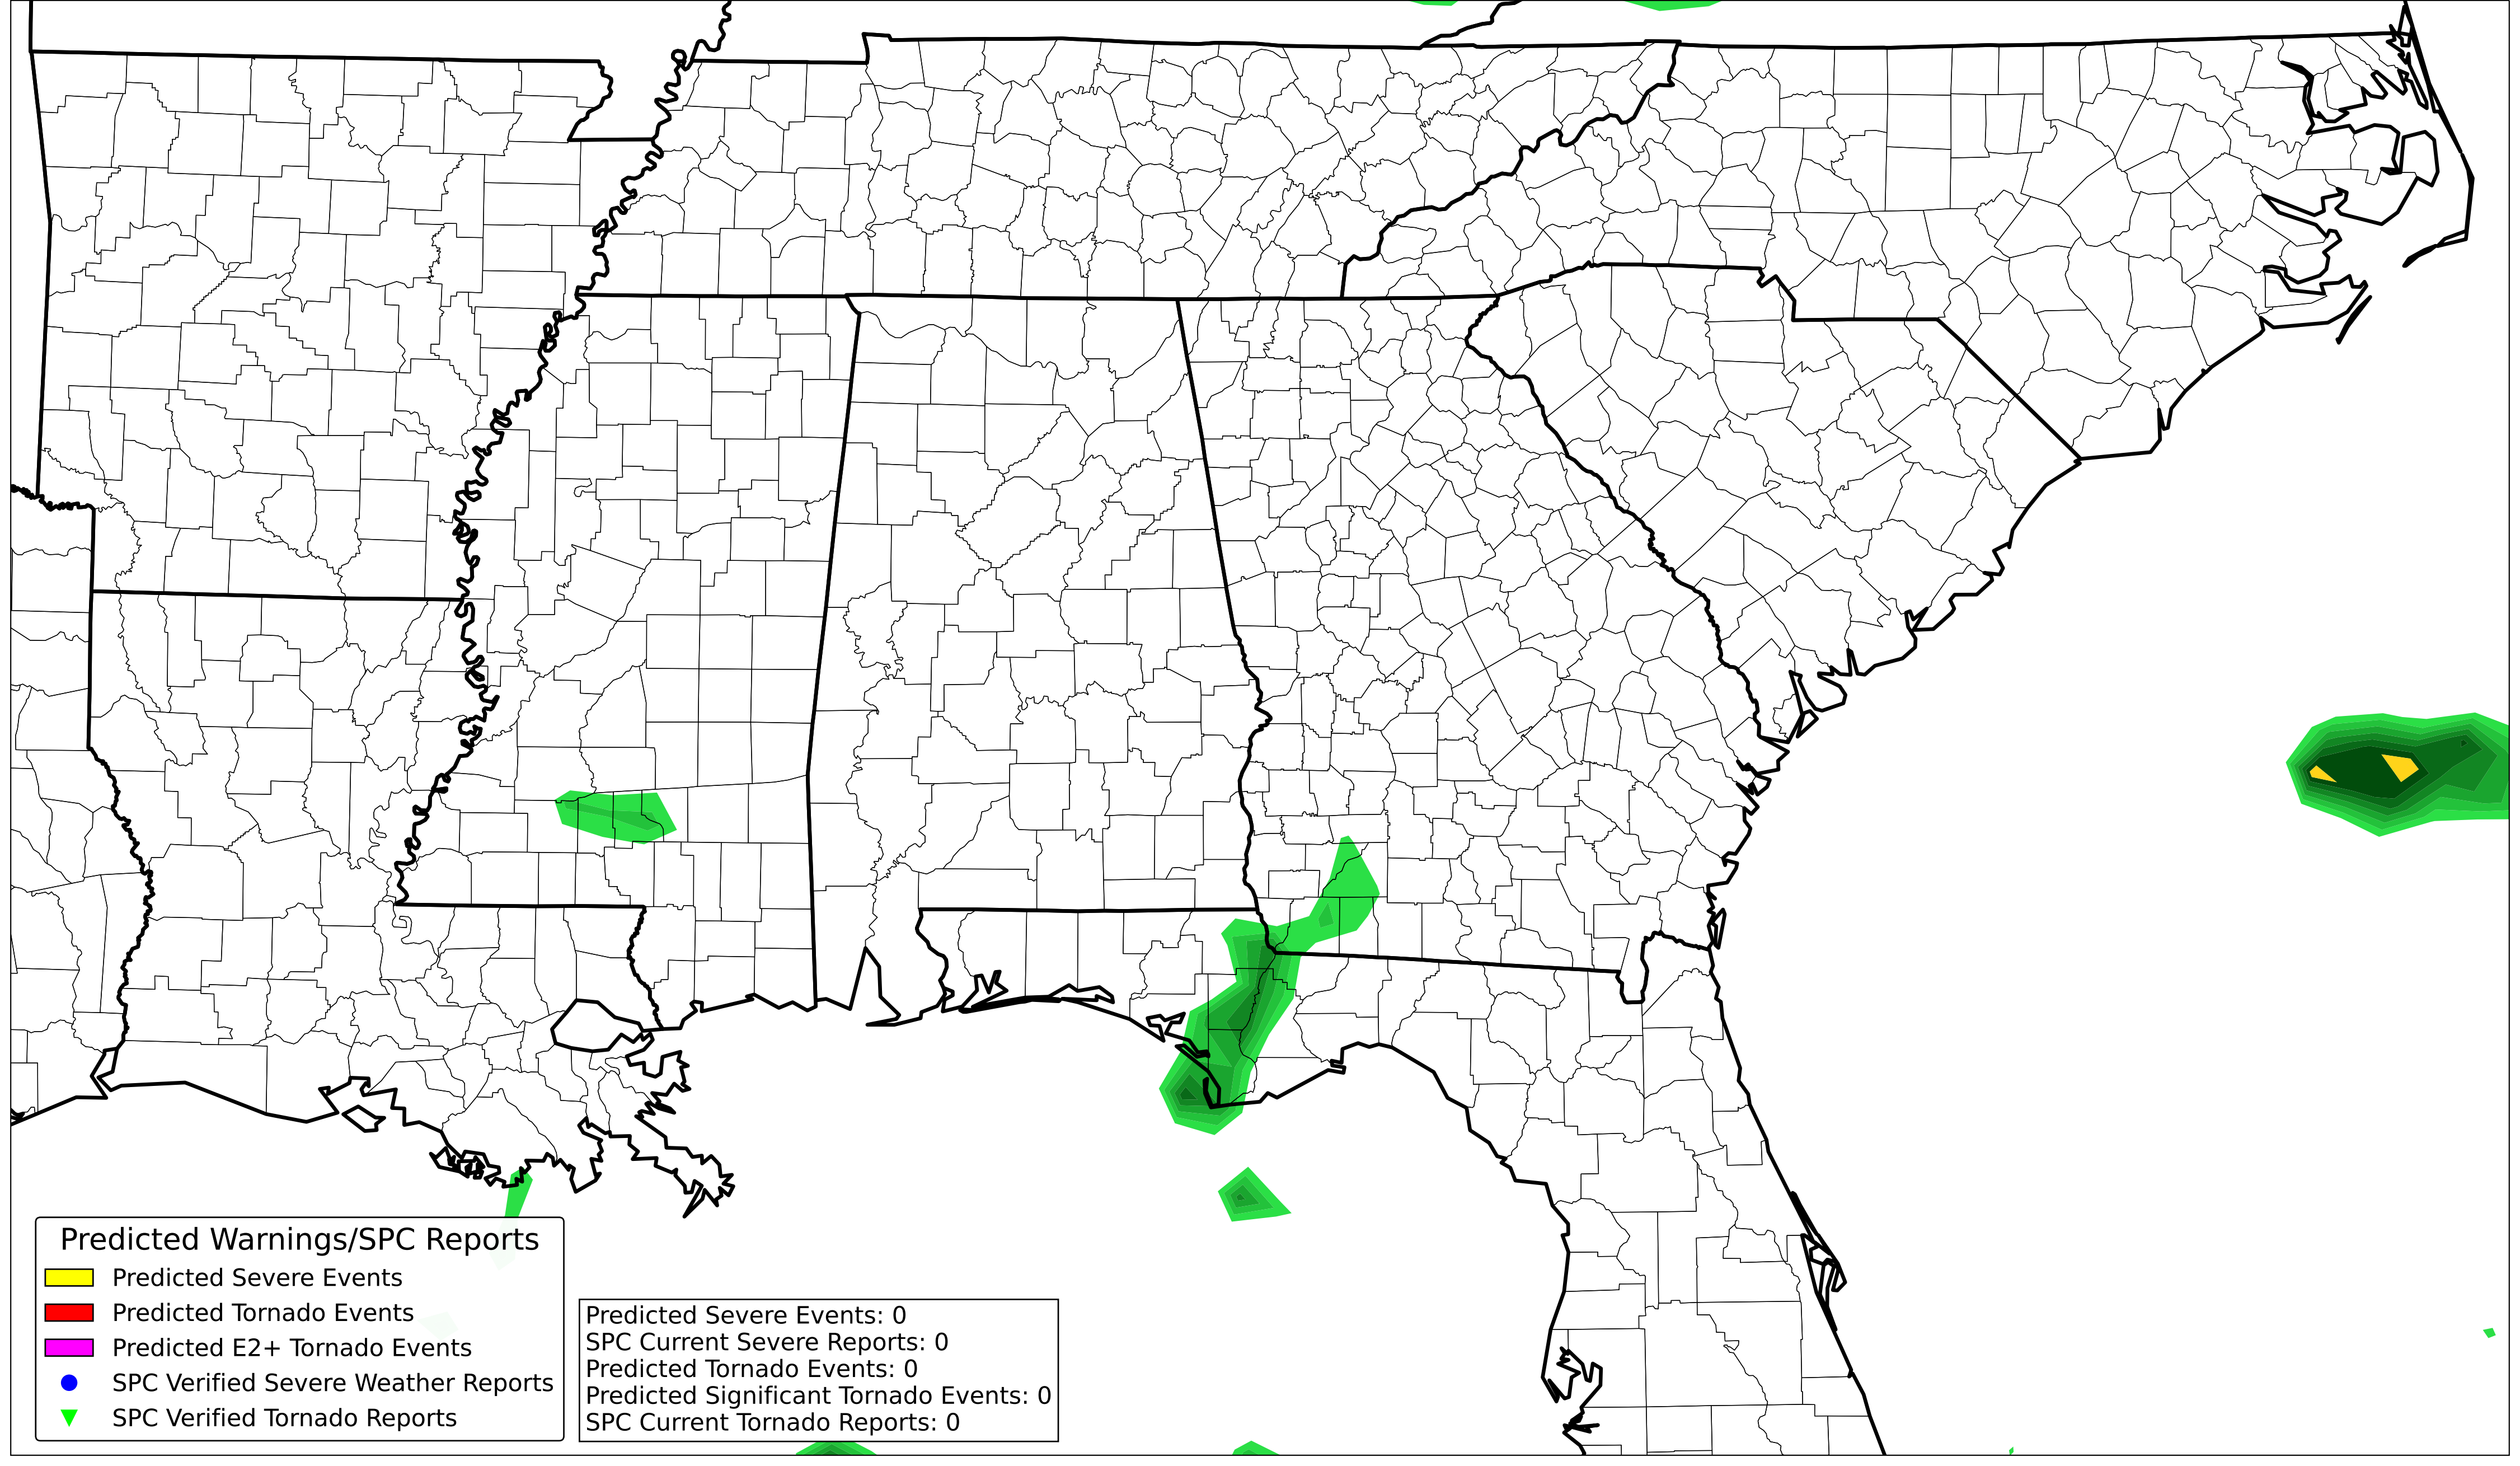 Predicted Warnings/SPC Reports
Predicted Severe Events
Predicted Tornado Events
Predicted E2+ Tornado Events
SPC Verified Severe Weather Reports
SPC Verified Tornado Reports
Predicted Severe Events: 0
SPC Current Severe Reports: 0
Predicted Tornado Events: 0
Predicted Significant Tornado Events: 0
SPC Current Tornado Reports: 0